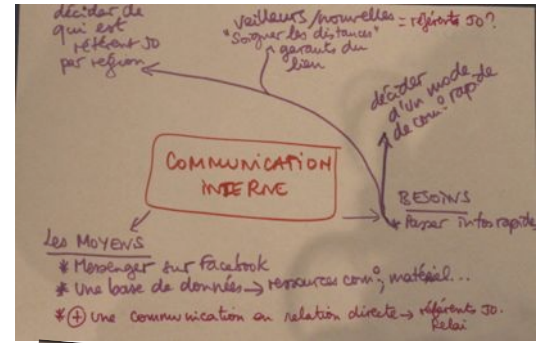 décider de
qui est
référent JO
par region
veilleurs/nouvelles = référents JO?
"Soigner les distances"
garants du
lien
décider
d'un mode
de com° rapide
COMMUNICATION
INTERNE
BESOINS
* Passer infos rapide
Les MOYENS
* Messenger sur Facebook
* une base de données → ressources com°, matériel...
* + une communication en relation directe → référents JO.
Relai